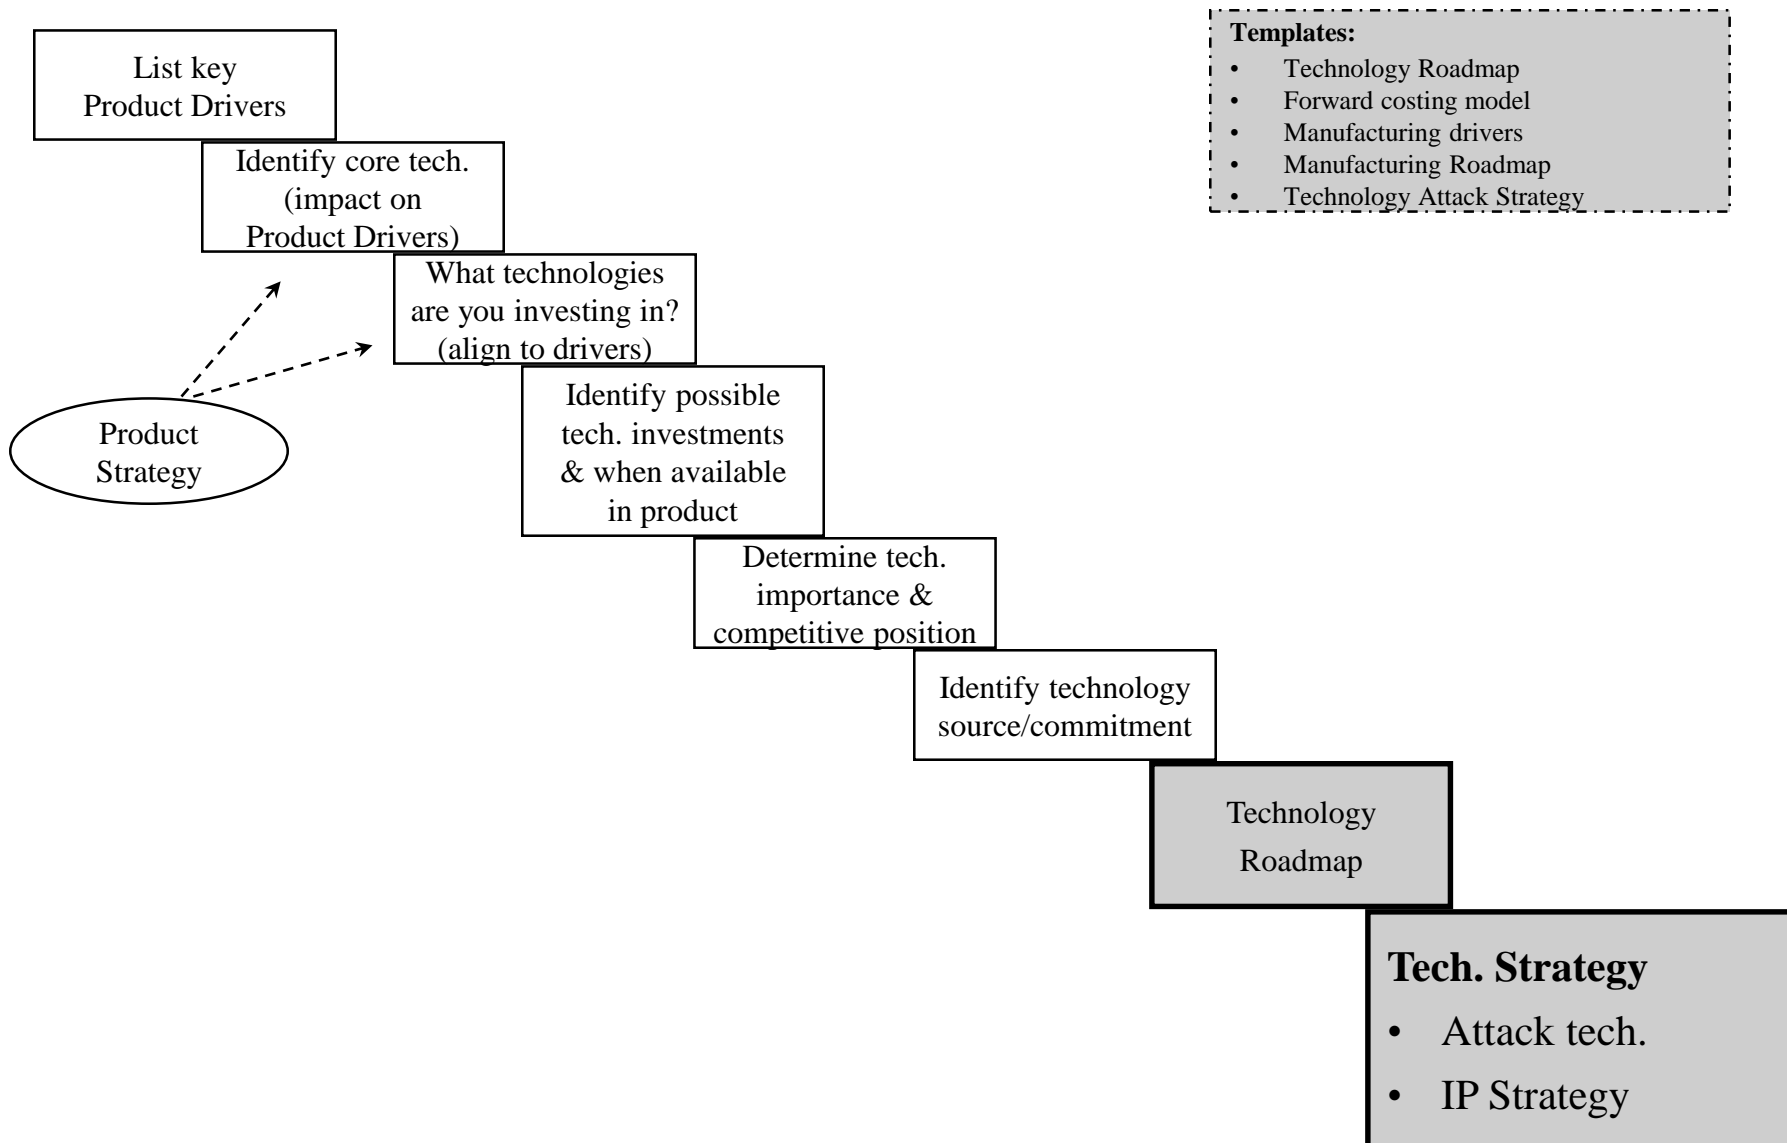 List key
Product Drivers
Identify core tech.
(impact on
Product Drivers)
What technologies
are you investing in?
(align to drivers)
Identify possible
tech. investments
& when available
in product
Determine tech.
importance &
competitive position
Identify technology
source/commitment
Technology
Roadmap
Tech. Strategy
• Attack tech.
• IP Strategy
Product
Strategy
Templates:
• Technology Roadmap
• Forward costing model
• Manufacturing drivers
• Manufacturing Roadmap
• Technology Attack Strategy